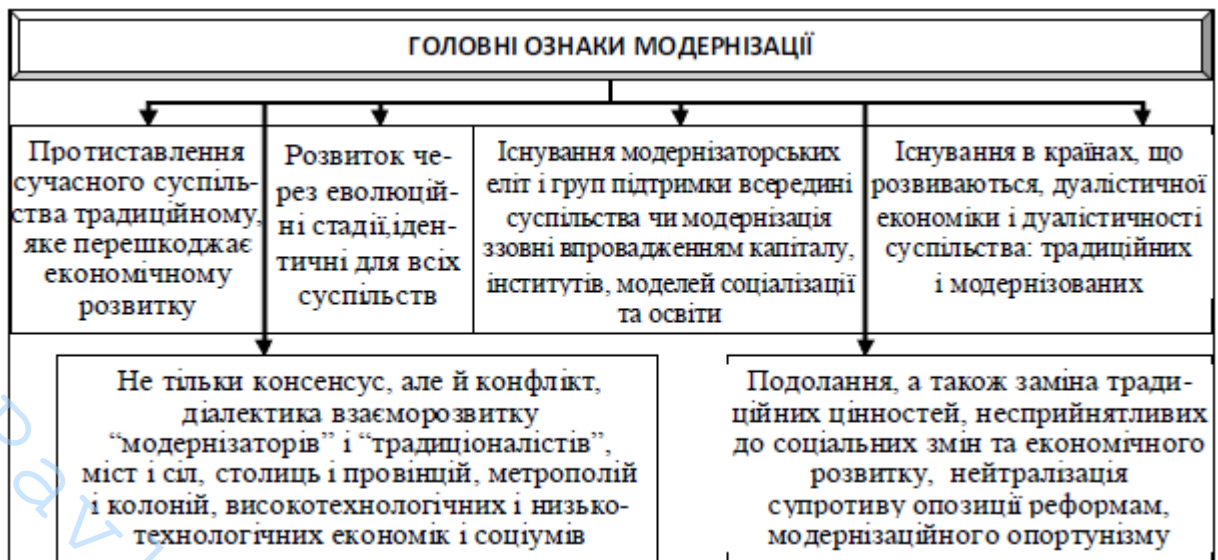 ГОЛОВНІ ОЗНАКИ МОДЕРНІЗАЦІЇ
Протиставлення
сучасного суспіль-
ства традиційному,
яке перешкоджає
економічному
розвитку
Розвиток че-
рез еволюцій-
ні стадії,іден-
тичні для всіх
суспільств
Існування модернізаторських
еліт і груп підтримки всередині
суспільства чи модернізація
ззовні впровадженням капіталу,
інститутів, моделей соціалізації
та освіти
Існування в країнах, що
розвиваються, дуалістичної
економіки і дуалістичності
суспільства: традиційних
і модернізованих
Не тільки консенсус, але й конфлікт,
діалектика взаєморозвитку
“модернізаторів” і “традиціоналістів”,
міст і сіл, столиць і провінцій, метрополій
і колоній, високотехнологічних і низько-
технологічних економік і соціумів
Подолання, а також заміна тради-
ційних цінностей, несприйнятливих
до соціальних змін та економічного
розвитку, нейтралізація
супротиву опозиції реформам,
модернізаційного опортунізму